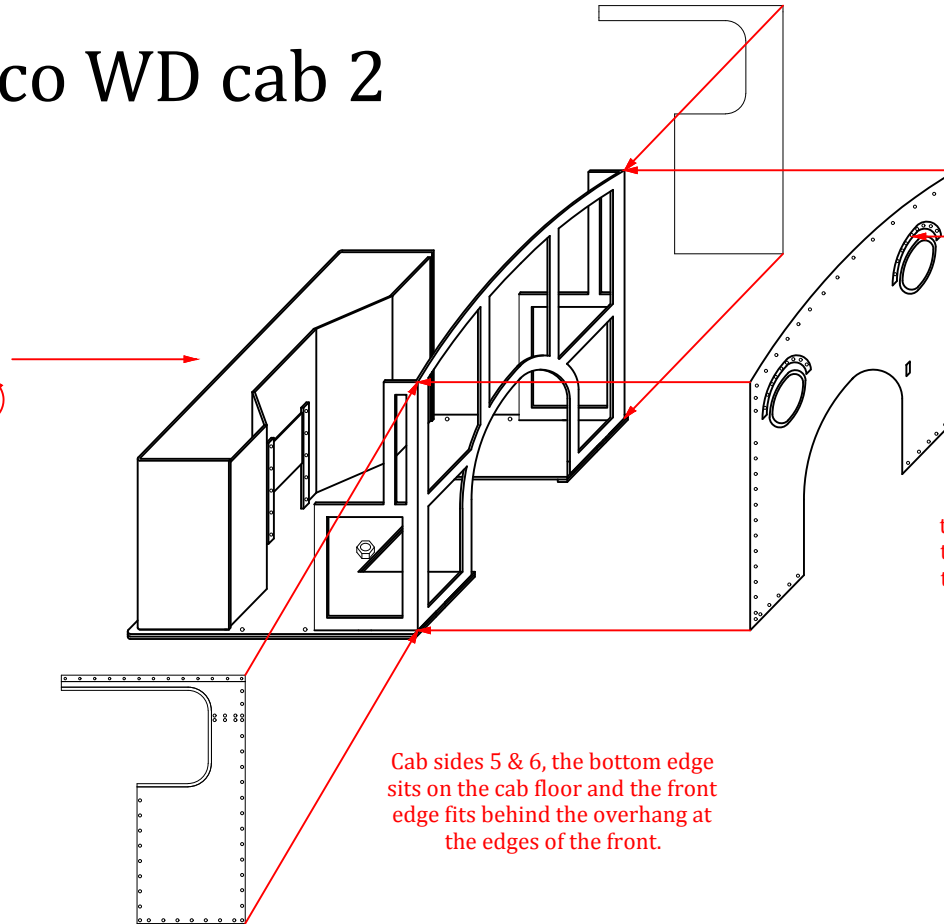 co WD cab 2
t
t
t
Cab sides 5 & 6, the bottom edge
sits on the cab floor and the front
edge fits behind the overhang at
the edges of the front.